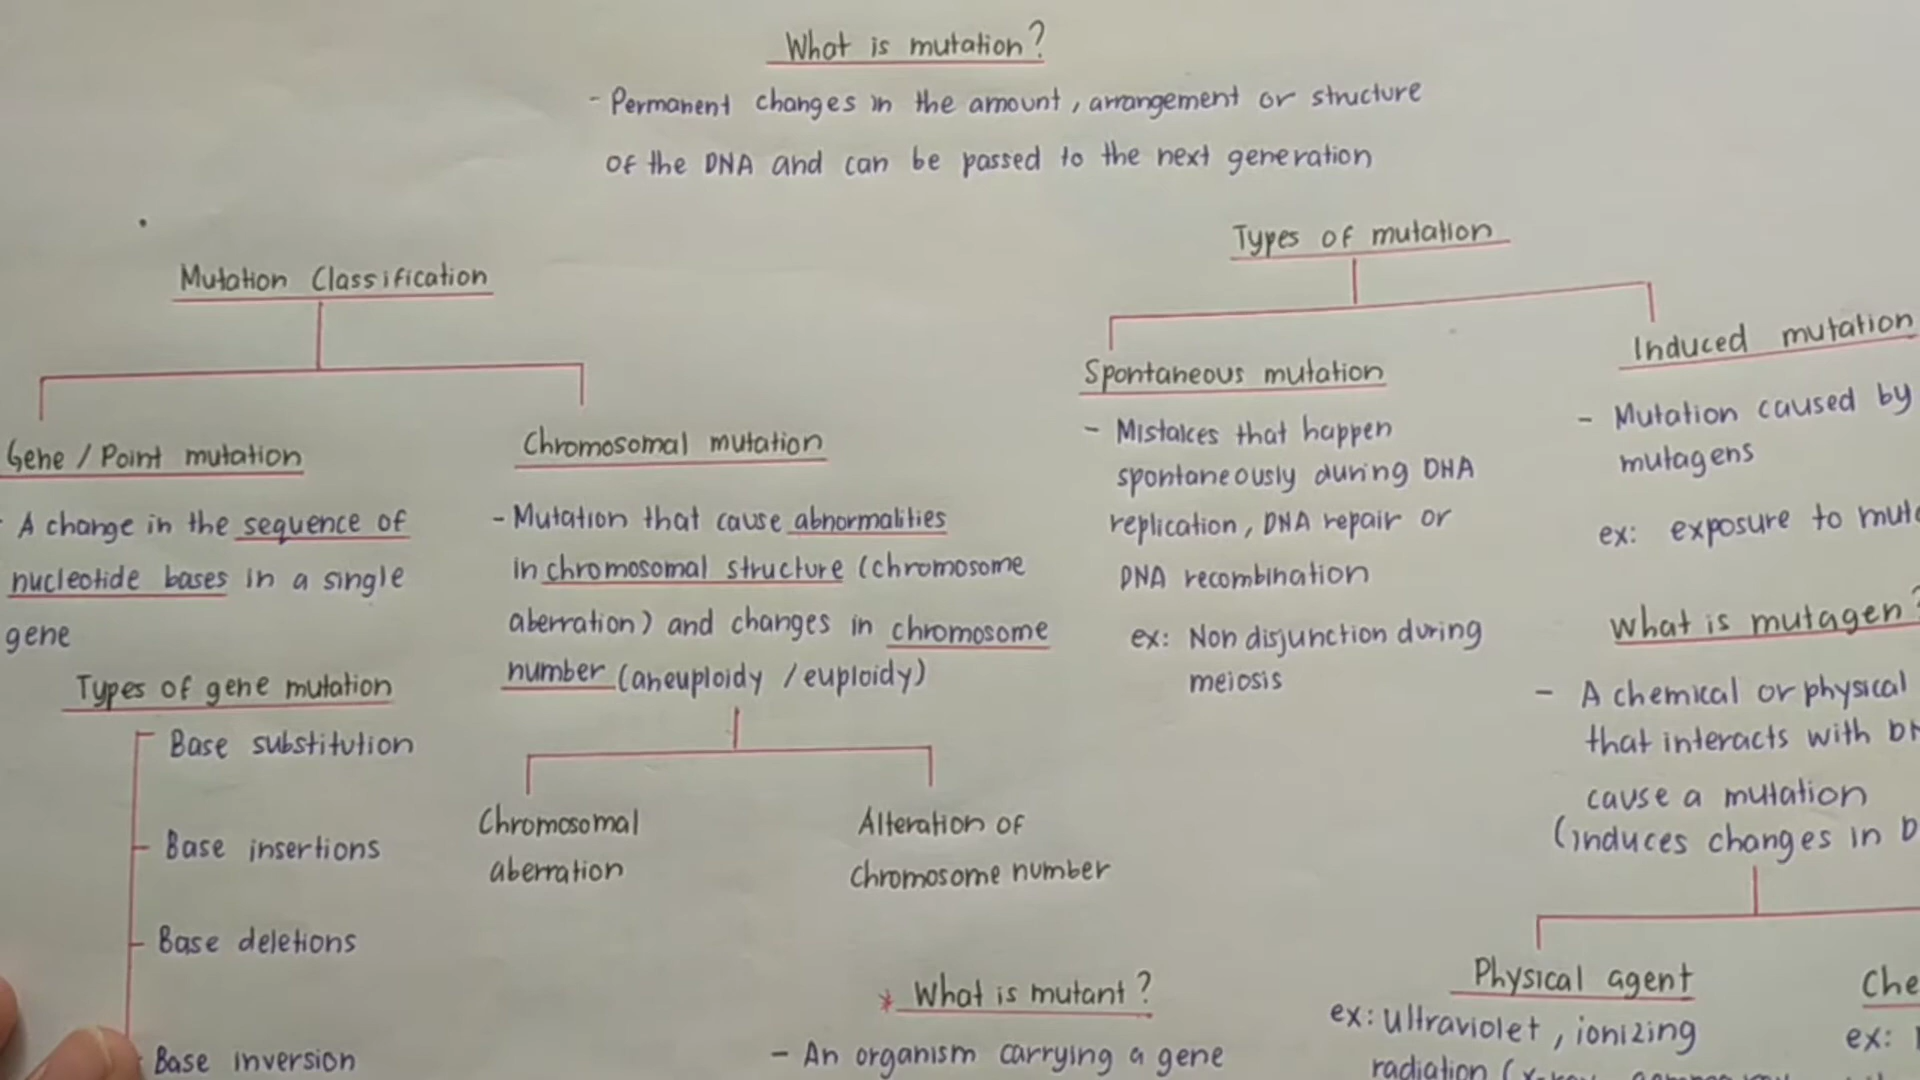 What is mutation?
- Permanent changes in the amount, arrangement or structure
of the DNA and can be passed to the next generation
Mutation Classification
Gene / Point mutation
- A change in the sequence of
nucleotide bases in a single
gene
Types of gene mutation
Base substitution
Base insertions
Base deletions
Base inversion
Chromosomal mutation
- Mutation that cause abnormalities
in chromosomal structure (chromosome
aberration) and changes in chromosome
number (aneuploidy / euploidy)
Chromosomal
aberration
Alteration of
chromosome number
* What is mutant?
- An organism carrying a gene
Types of mutation
Spontaneous mutation
- Mistakes that happen
spontaneously during DNA
replication, DNA repair or
DNA recombination
ex: Non disjunction during
meiosis
Induced mutation
- Mutation caused by
mutagens
ex: exposure to
What is mutagen?
- A chemical or physical
that interacts with
cause a mutation
(induces changes in
Physical agent
ex: Ultraviolet, ionizing
radiation
ex: